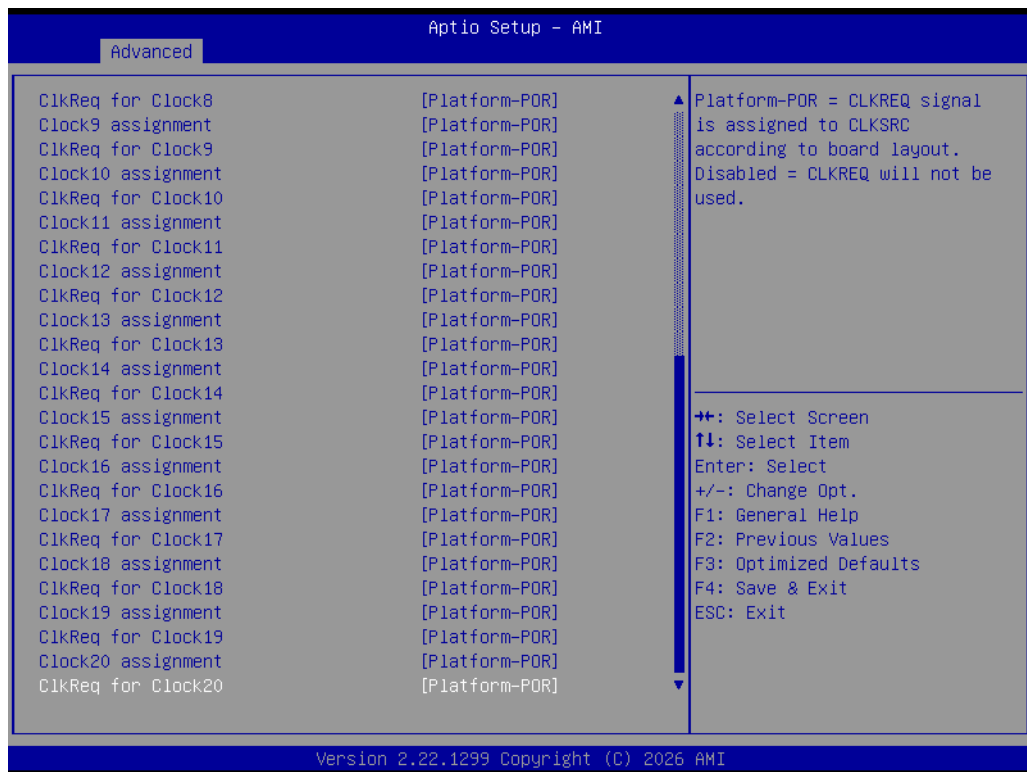 Aptio Setup – AMI
Advanced
ClkReq for Clock8 [Platform-POR]
Clock9 assignment [Platform-POR]
ClkReq for Clock9 [Platform-POR]
Clock10 assignment [Platform-POR]
ClkReq for Clock10 [Platform-POR]
Clock11 assignment [Platform-POR]
ClkReq for Clock11 [Platform-POR]
Clock12 assignment [Platform-POR]
ClkReq for Clock12 [Platform-POR]
Clock13 assignment [Platform-POR]
ClkReq for Clock13 [Platform-POR]
Clock14 assignment [Platform-POR]
ClkReq for Clock14 [Platform-POR]
Clock15 assignment [Platform-POR]
ClkReq for Clock15 [Platform-POR]
Clock16 assignment [Platform-POR]
ClkReq for Clock16 [Platform-POR]
Clock17 assignment [Platform-POR]
ClkReq for Clock17 [Platform-POR]
Clock18 assignment [Platform-POR]
ClkReq for Clock18 [Platform-POR]
Clock19 assignment [Platform-POR]
ClkReq for Clock19 [Platform-POR]
Clock20 assignment [Platform-POR]
ClkReq for Clock20 [Platform-POR]
Platform-POR = CLKREQ signal
is assigned to CLKSRC
according to board layout.
Disabled = CLKREQ will not be
used.
→←: Select Screen
↑↓: Select Item
Enter: Select
+/-: Change Opt.
F1: General Help
F2: Previous Values
F3: Optimized Defaults
F4: Save & Exit
ESC: Exit
Version 2.22.1299 Copyright (C) 2026 AMI